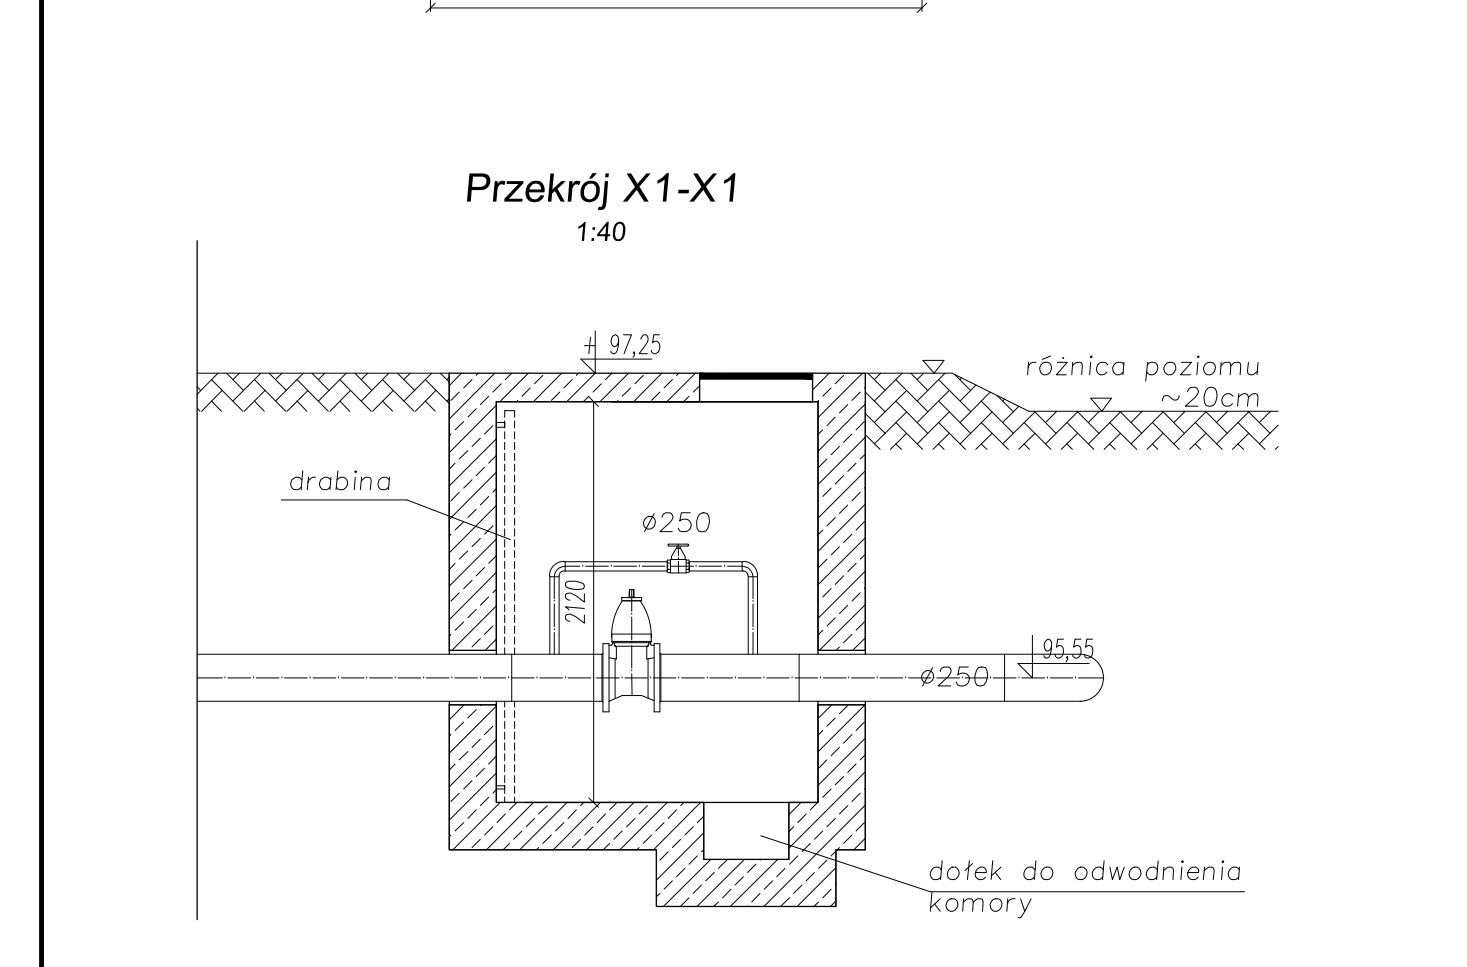 Przekrój X1-X1
1:40
+ 97,25
różnica poziomu
~20cm
drabina
ø250
2120
95,55
ø250
dołek do odwodnienia
komory